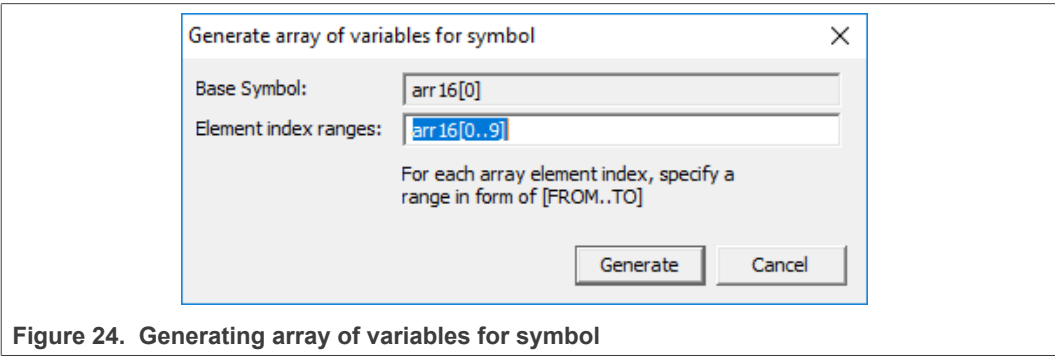 Generate array of variables for symbol
Base Symbol: arr16[0]
Element index ranges: arr16[0..9]
For each array element index, specify a
range in form of [FROM..TO]
Generate Cancel
Figure 24. Generating array of variables for symbol